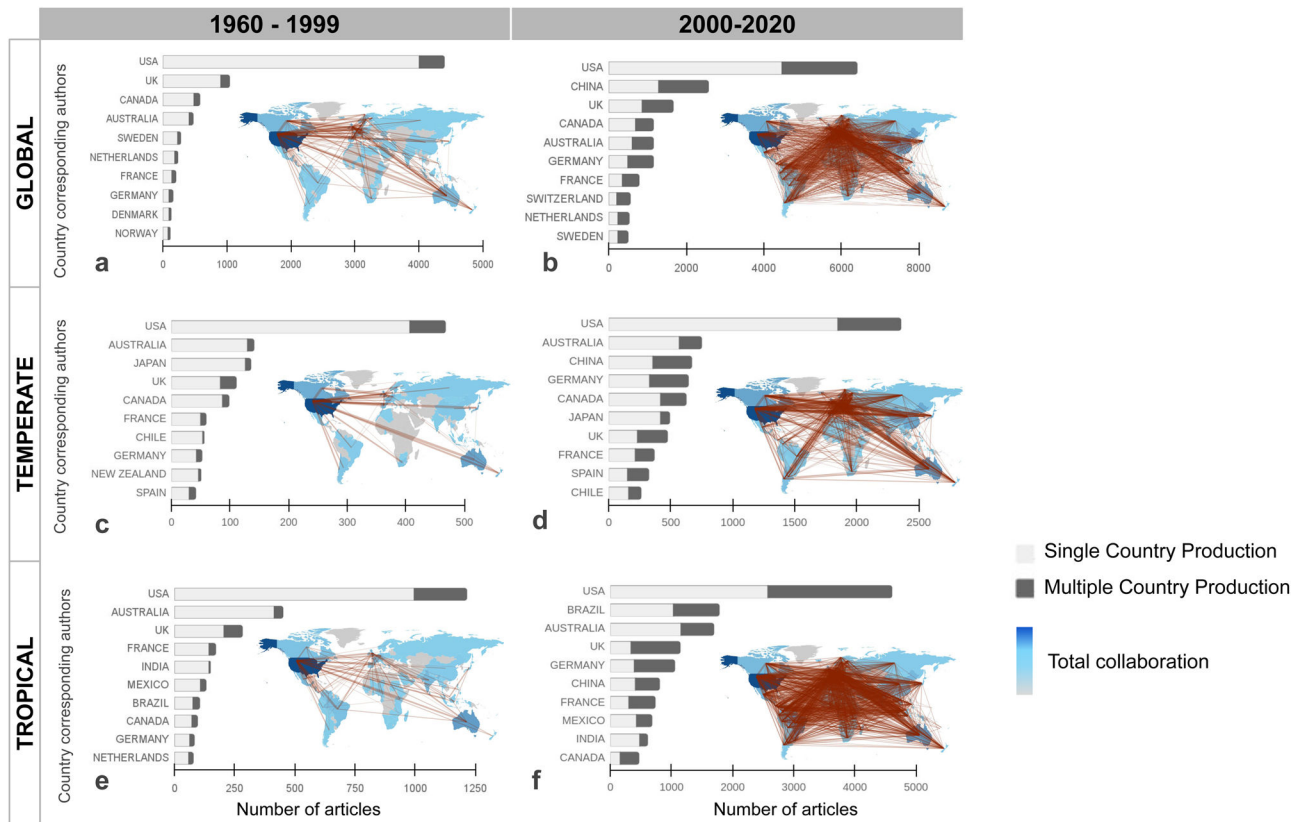 1960 - 1999
2000-2020
GLOBAL
Country corresponding authors
USA
UK
CANADA
AUSTRALIA
SWEDEN
NETHERLANDS
FRANCE
GERMANY
DENMARK
NORWAY
a
0 1000 2000 3000 4000 5000
USA
CHINA
UK
CANADA
AUSTRALIA
GERMANY
FRANCE
SWITZERLAND
NETHERLANDS
SWEDEN
b
0 2000 4000 6000 8000
TEMPERATE
Country corresponding authors
USA
AUSTRALIA
JAPAN
UK
CANADA
FRANCE
CHILE
GERMANY
NEW ZEALAND
SPAIN
c
0 100 200 300 400 500
USA
AUSTRALIA
CHINA
GERMANY
CANADA
JAPAN
UK
FRANCE
SPAIN
CHILE
d
0 500 1000 1500 2000 2500
TROPICAL
Country corresponding authors
USA
AUSTRALIA
UK
FRANCE
INDIA
MEXICO
BRAZIL
CANADA
GERMANY
NETHERLANDS
e
0 250 500 750 1000 1250
Number of articles
USA
BRAZIL
AUSTRALIA
UK
GERMANY
CHINA
FRANCE
MEXICO
INDIA
CANADA
f
0 1000 2000 3000 4000 5000
Number of articles
Single Country Production
Multiple Country Production
Total collaboration